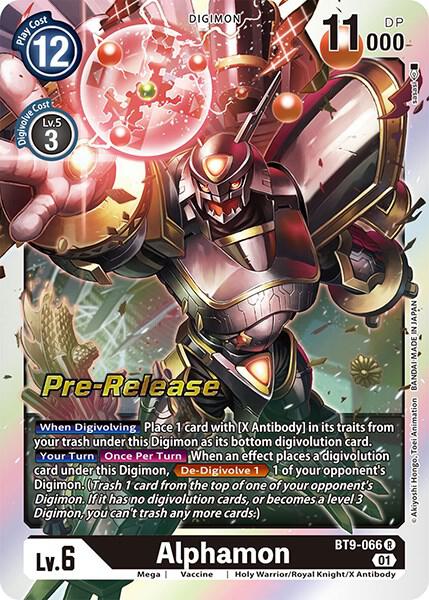 DIGIMON
Play Cost
12
11000
DP
Digivolve Cost
Lv.5
3
Pre-Release
When Digivolving Place 1 card with [X Antibody] in its traits from
your trash under this Digimon as its bottom digivolution card.
Your Turn Once Per Turn When an effect places a digivolution
card under this Digimon, De-Digivolve 1 1 of your opponent's
Digimon. (Trash 1 card from the top of one of your opponent's
Digimon. If it has no digivolution cards, or becomes a level 3
Digimon, you can't trash any more cards.)
©Akiyoshi Hongo, Toei Animation BANDAI MADE IN JAPAN
Lv.6
Alphamon
BT9-066 R
01
Mega | Vaccine | Holy Warrior/Royal Knight/X Antibody